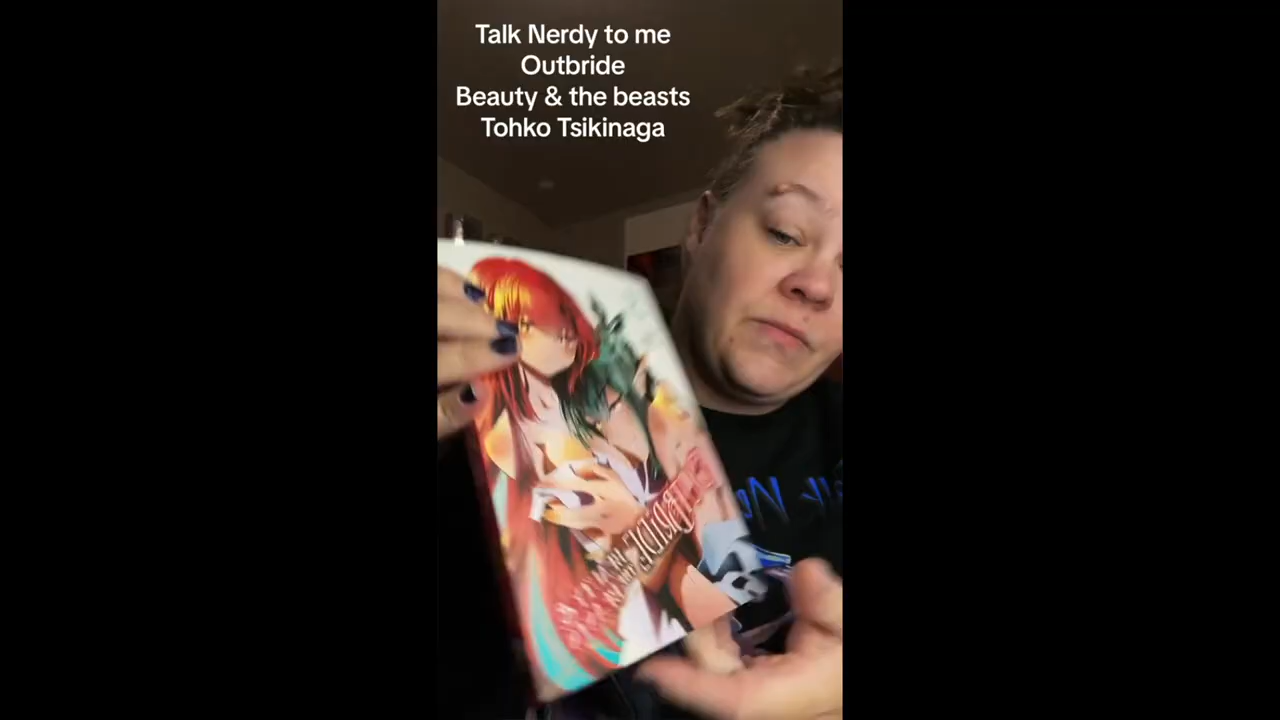 Talk Nerdy to me
Outbride
Beauty & the beasts
Tohko Tsikinaga